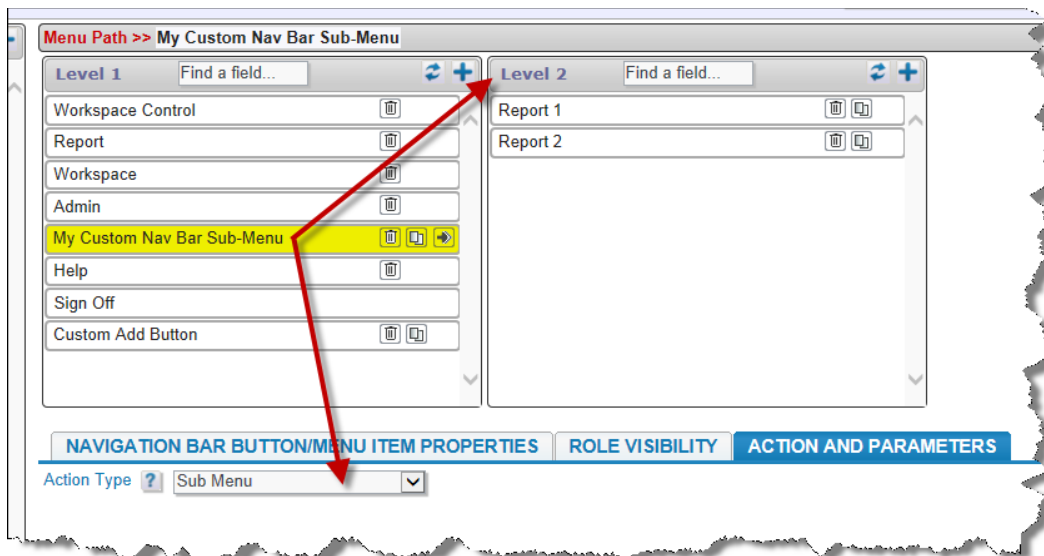 Menu Path >> My Custom Nav Bar Sub-Menu
Level 1 Find a field...
Workspace Control
Report
Workspace
Admin
My Custom Nav Bar Sub-Menu
Help
Sign Off
Custom Add Button
Level 2 Find a field...
Report 1
Report 2
NAVIGATION BAR BUTTON/MENU ITEM PROPERTIES ROLE VISIBILITY ACTION AND PARAMETERS
Action Type ? Sub Menu